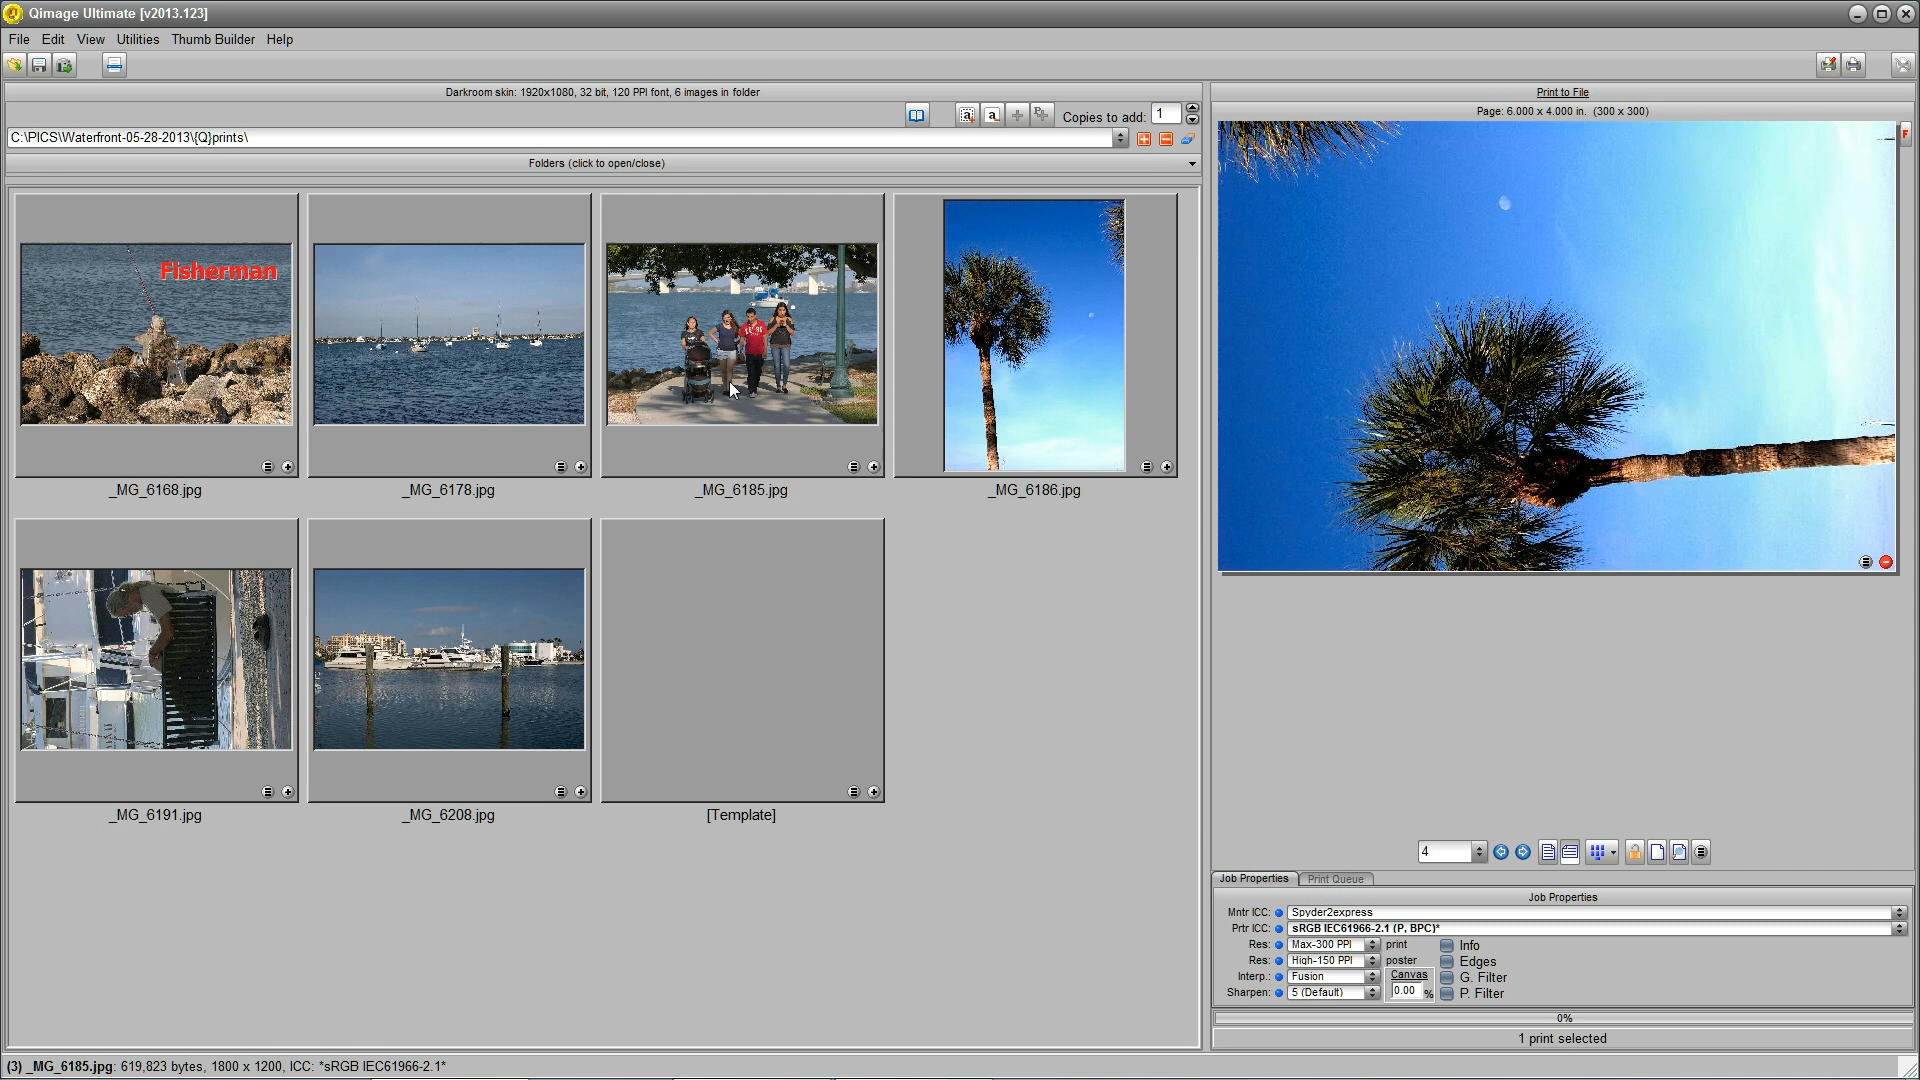 Qimage Ultimate [v2013.123]
File Edit View Utilities Thumb Builder Help
Darkroom skin: 1920x1080, 32 bit, 120 PPI font, 6 images in folder
Copies to add: 1
C:\PICS\Waterfront-05-28-2013\{Q}prints\
Folders (click to open/close)
Fisherman
_MG_6168.jpg
_MG_6178.jpg
_MG_6185.jpg
_MG_6186.jpg
_MG_6191.jpg
_MG_6208.jpg
[Template]
Print to File
Page: 6.000 x 4.000 in. (300 x 300)
F
4
Job Properties Print Queue
Job Properties
Mntr ICC: Spyder2express
Prtr ICC: sRGB IEC61966-2.1 (P, BPC)*
Res: Max-300 PPI print Info
Res: High-150 PPI poster Edges
Interp.: Fusion Canvas G. Filter
Sharpen: 5 (Default) 0.00 % P. Filter
0%
1 print selected
(3) _MG_6185.jpg: 619,823 bytes, 1800 x 1200, ICC: *sRGB IEC61966-2.1*